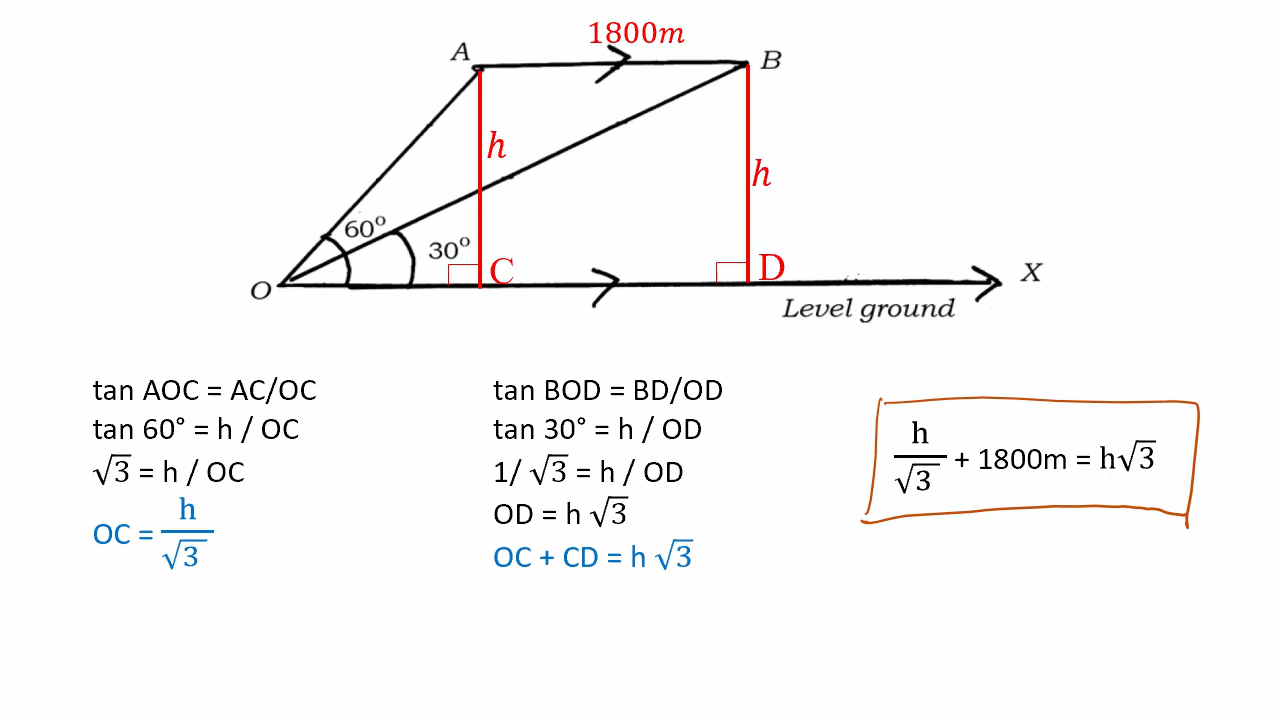 1800m
A
B
h
h
60°
30°
C
D
O
X
Level ground
tan AOC = AC/OC
tan 60° = h / OC
√3 = h / OC
OC = h/√3
tan BOD = BD/OD
tan 30° = h / OD
1/ √3 = h / OD
OD = h √3
OC + CD = h √3
h/√3 + 1800m = h√3